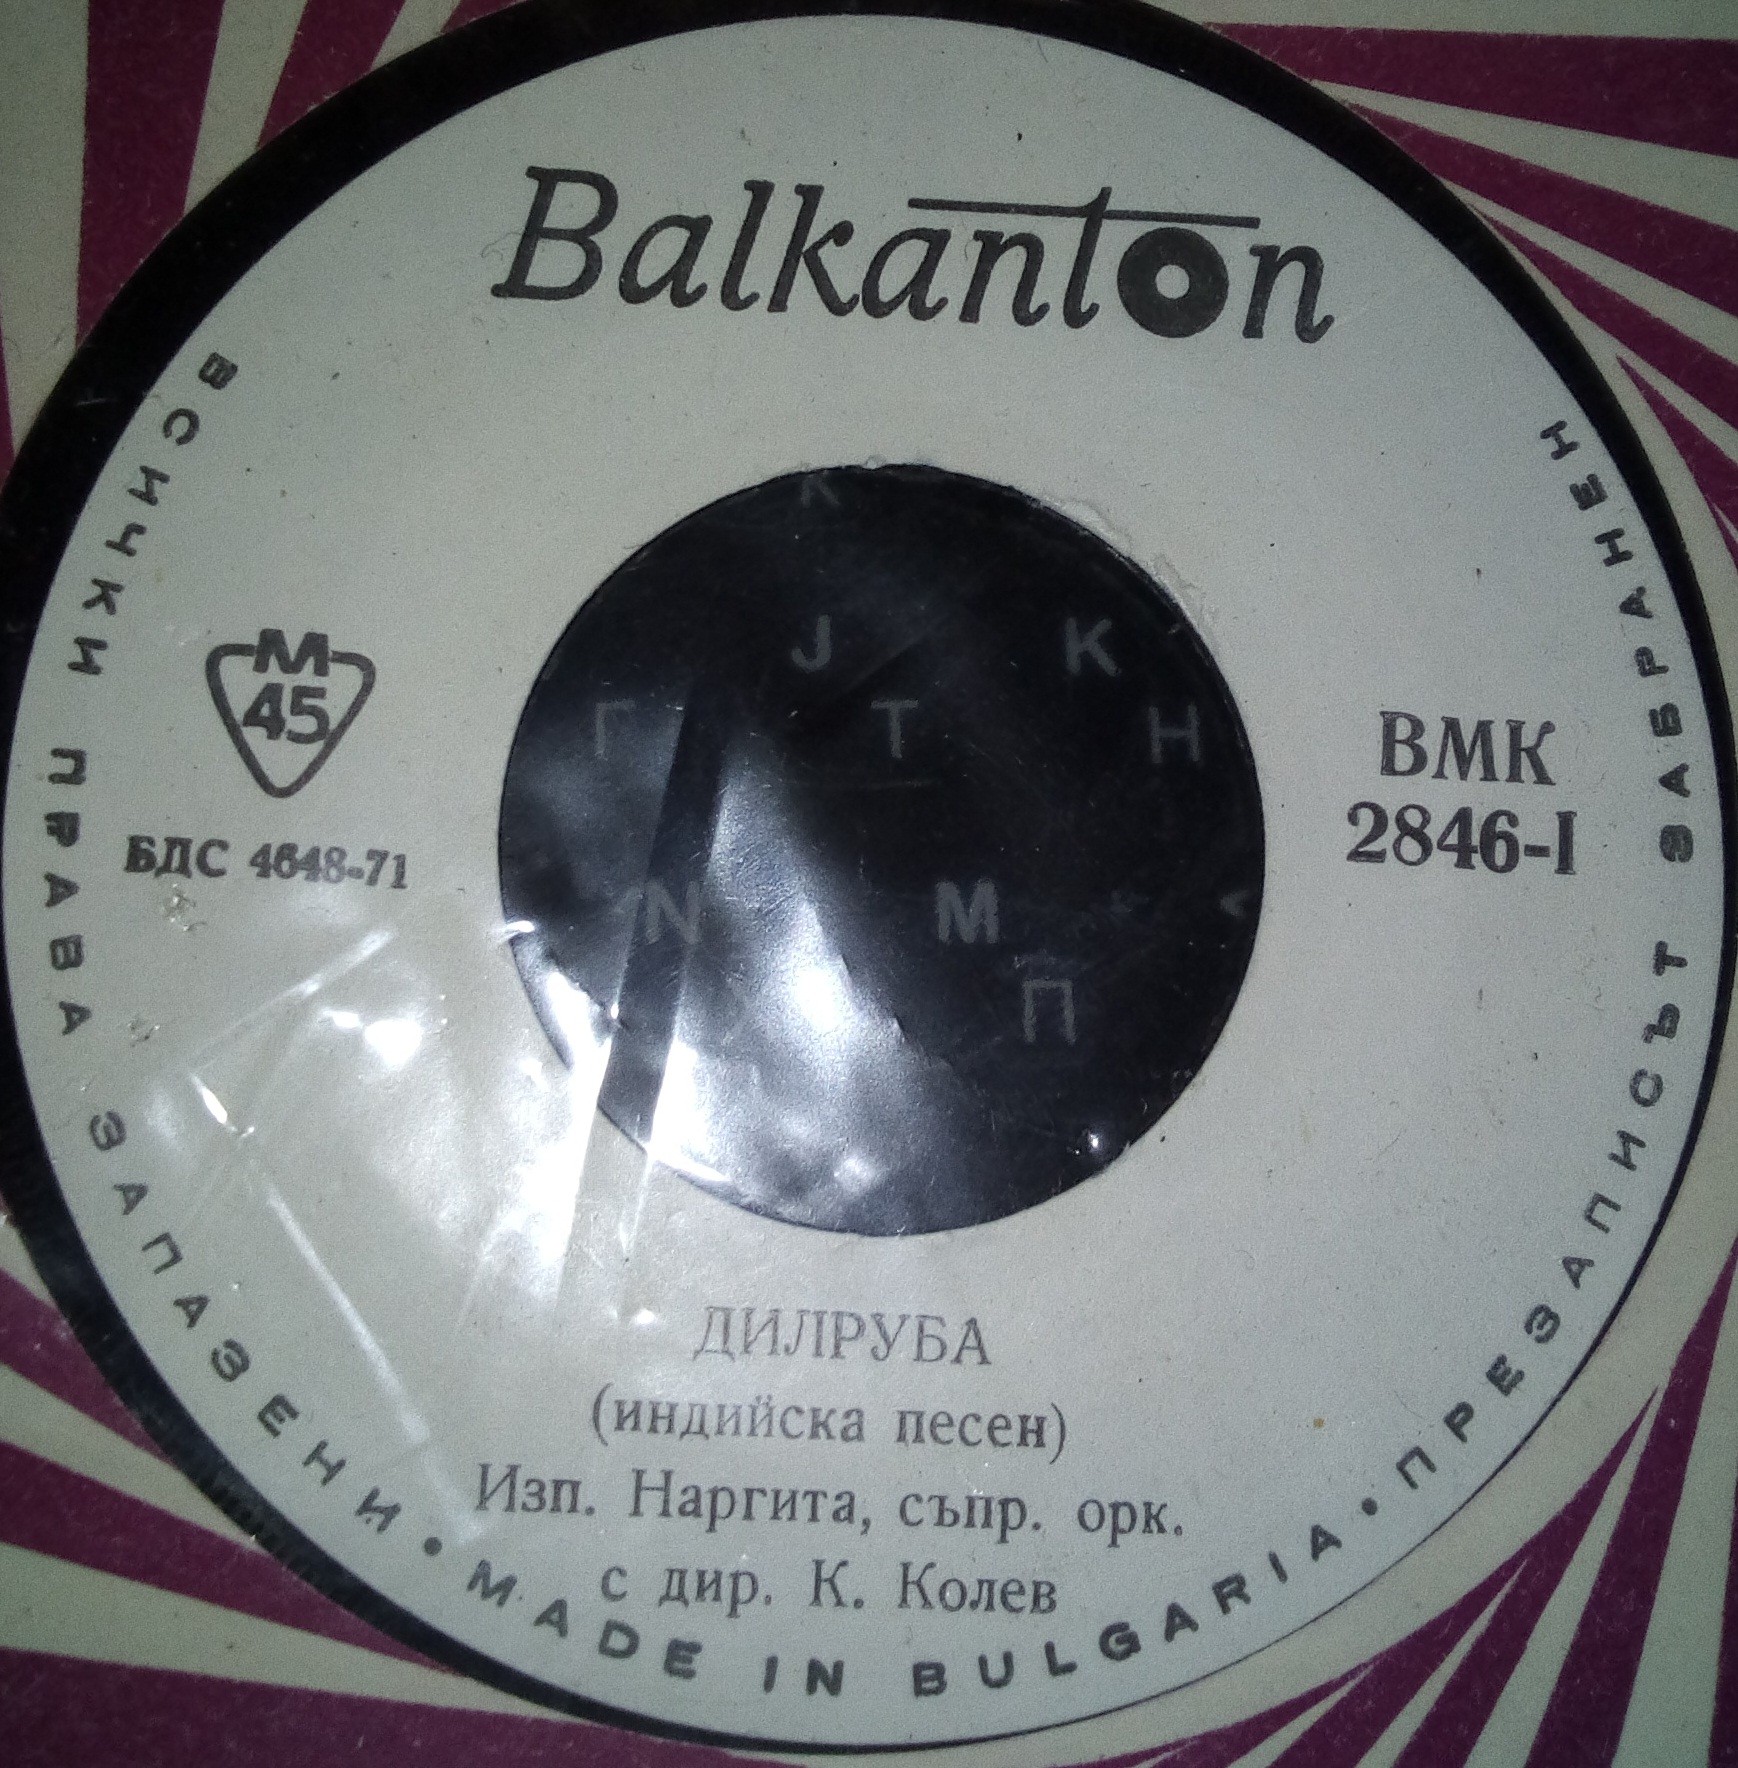 Balkanton
M
45
БДС 4648-71
ВМК
2846-I
ДИЛРУБА
(индийска песен)
Изп. Наргита, съпр. орк.
с дир. К. Колев
ВСИЧКИ ПРАВА ЗАПАЗЕНИ • MADE IN BULGARIA • ПРЕЗАПИСЪТ ЗАБРАНЕН
J K
Г Т Н
N M
П